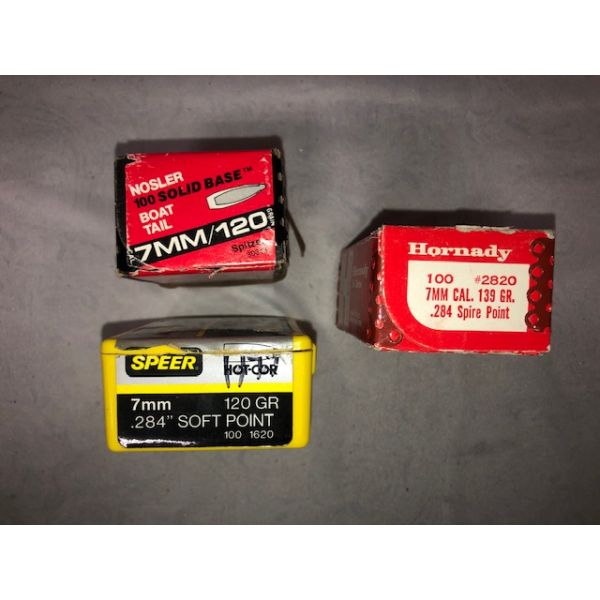 NOSLER
100 SOLID BASE™
BOAT
TAIL
7MM/120
GRAIN
Hornady
100 #2820
7MM CAL. 139 GR.
.284 Spire Point
SPEER
HOT-COR
7mm 120 GR
.284" SOFT POINT
100 1620